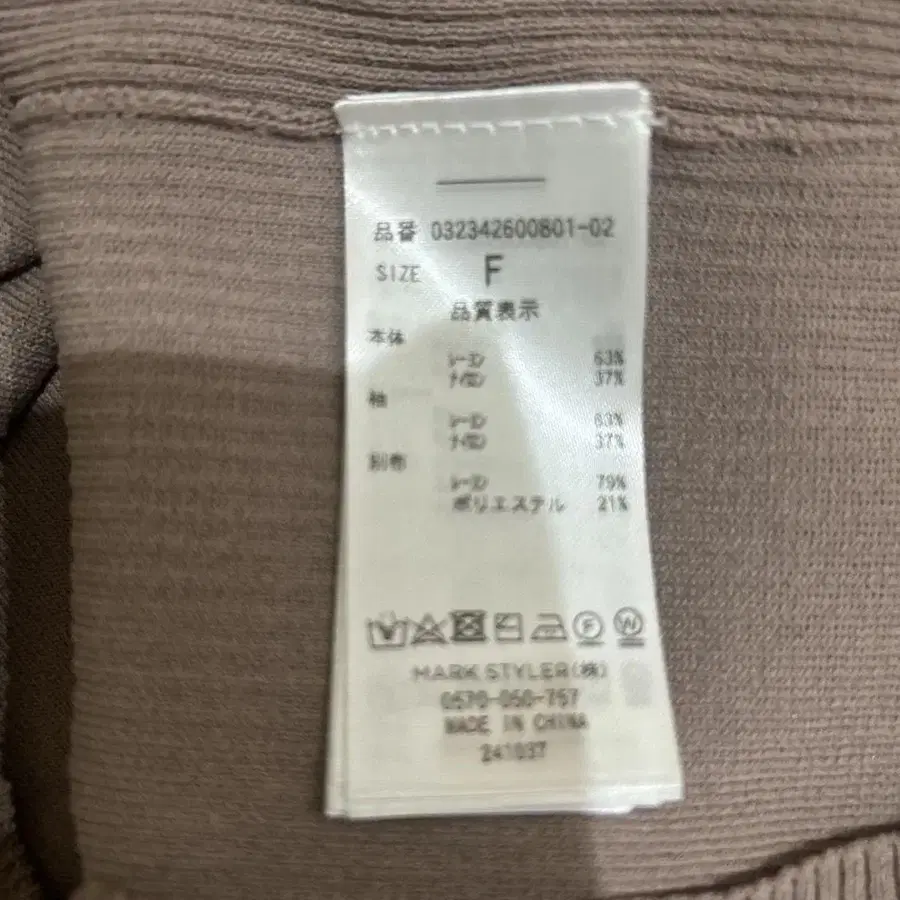 品番 032342600801-02
SIZE F
品質表示
本体
レーヨン 63%
ナイロン 37%
袖
レーヨン 63%
ナイロン 37%
別布
レーヨン 79%
ポリエステル 21%
F W
MARK STYLER(株)
0570-050-757
MADE IN CHINA
241037